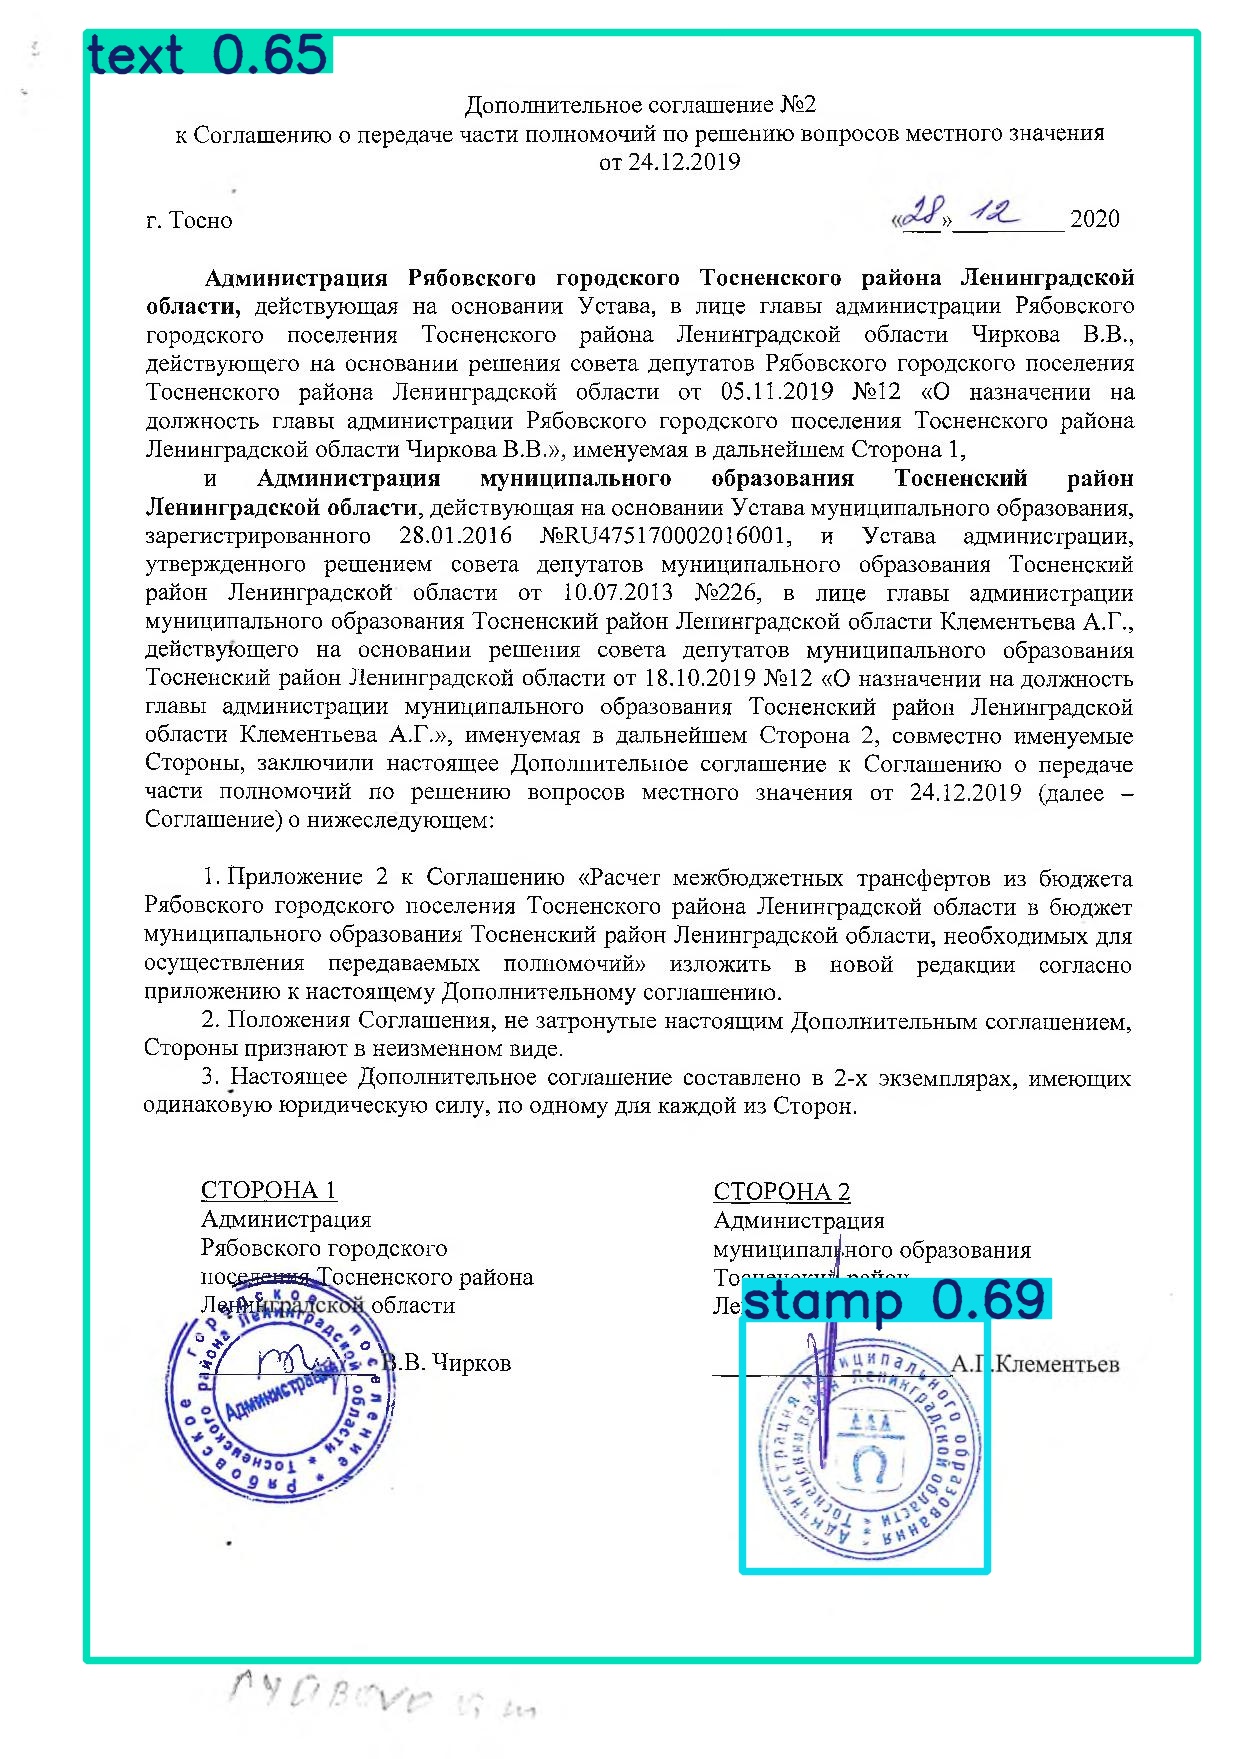 text 0.65
Дополнительное соглашение №2
к Соглашению о передаче части полномочий по решению вопросов местного значения
от 24.12.2019
г. Тосно «28» 12 2020
Администрация Рябовского городского Тосненского района Ленинградской
области, действующая на основании Устава, в лице главы администрации Рябовского
городского поселения Тосненского района Ленинградской области Чиркова В.В.,
действующего на основании решения совета депутатов Рябовского городского поселения
Тосненского района Ленинградской области от 05.11.2019 №12 «О назначении на
должность главы администрации Рябовского городского поселения Тосненского района
Ленинградской области Чиркова В.В.», именуемая в дальнейшем Сторона 1,
и Администрация муниципального образования Тосненский район
Ленинградской области, действующая на основании Устава муниципального образования,
зарегистрированного 28.01.2016 №RU475170002016001, и Устава администрации,
утвержденного решением совета депутатов муниципального образования Тосненский
район Ленинградской области от 10.07.2013 №226, в лице главы администрации
муниципального образования Тосненский район Ленинградской области Клементьева А.Г.,
действующего на основании решения совета депутатов муниципального образования
Тосненский район Ленинградской области от 18.10.2019 №12 «О назначении на должность
главы администрации муниципального образования Тосненский район Ленинградской
области Клементьева А.Г.», именуемая в дальнейшем Сторона 2, совместно именуемые
Стороны, заключили настоящее Дополнительное соглашение к Соглашению о передаче
части полномочий по решению вопросов местного значения от 24.12.2019 (далее –
Соглашение) о нижеследующем:
1. Приложение 2 к Соглашению «Расчет межбюджетных трансфертов из бюджета
Рябовского городского поселения Тосненского района Ленинградской области в бюджет
муниципального образования Тосненский район Ленинградской области, необходимых для
осуществления передаваемых полномочий» изложить в новой редакции согласно
приложению к настоящему Дополнительному соглашению.
2. Положения Соглашения, не затронутые настоящим Дополнительным соглашением,
Стороны признают в неизменном виде.
3. Настоящее Дополнительное соглашение составлено в 2-х экземплярах, имеющих
одинаковую юридическую силу, по одному для каждой из Сторон.
СТОРОНА 1
Администрация
Рябовского городского
поселения Тосненского района
Ленинградской области
В.В. Чирков
Рябовское городское поселение
Тосненского района Ленинградской области
Администрация
СТОРОНА 2
Администрация
муниципального образования
Тосненский район
stamp 0.69
А.Г.Клементьев
Администрация муниципального образования
Тосненский район Ленинградской области